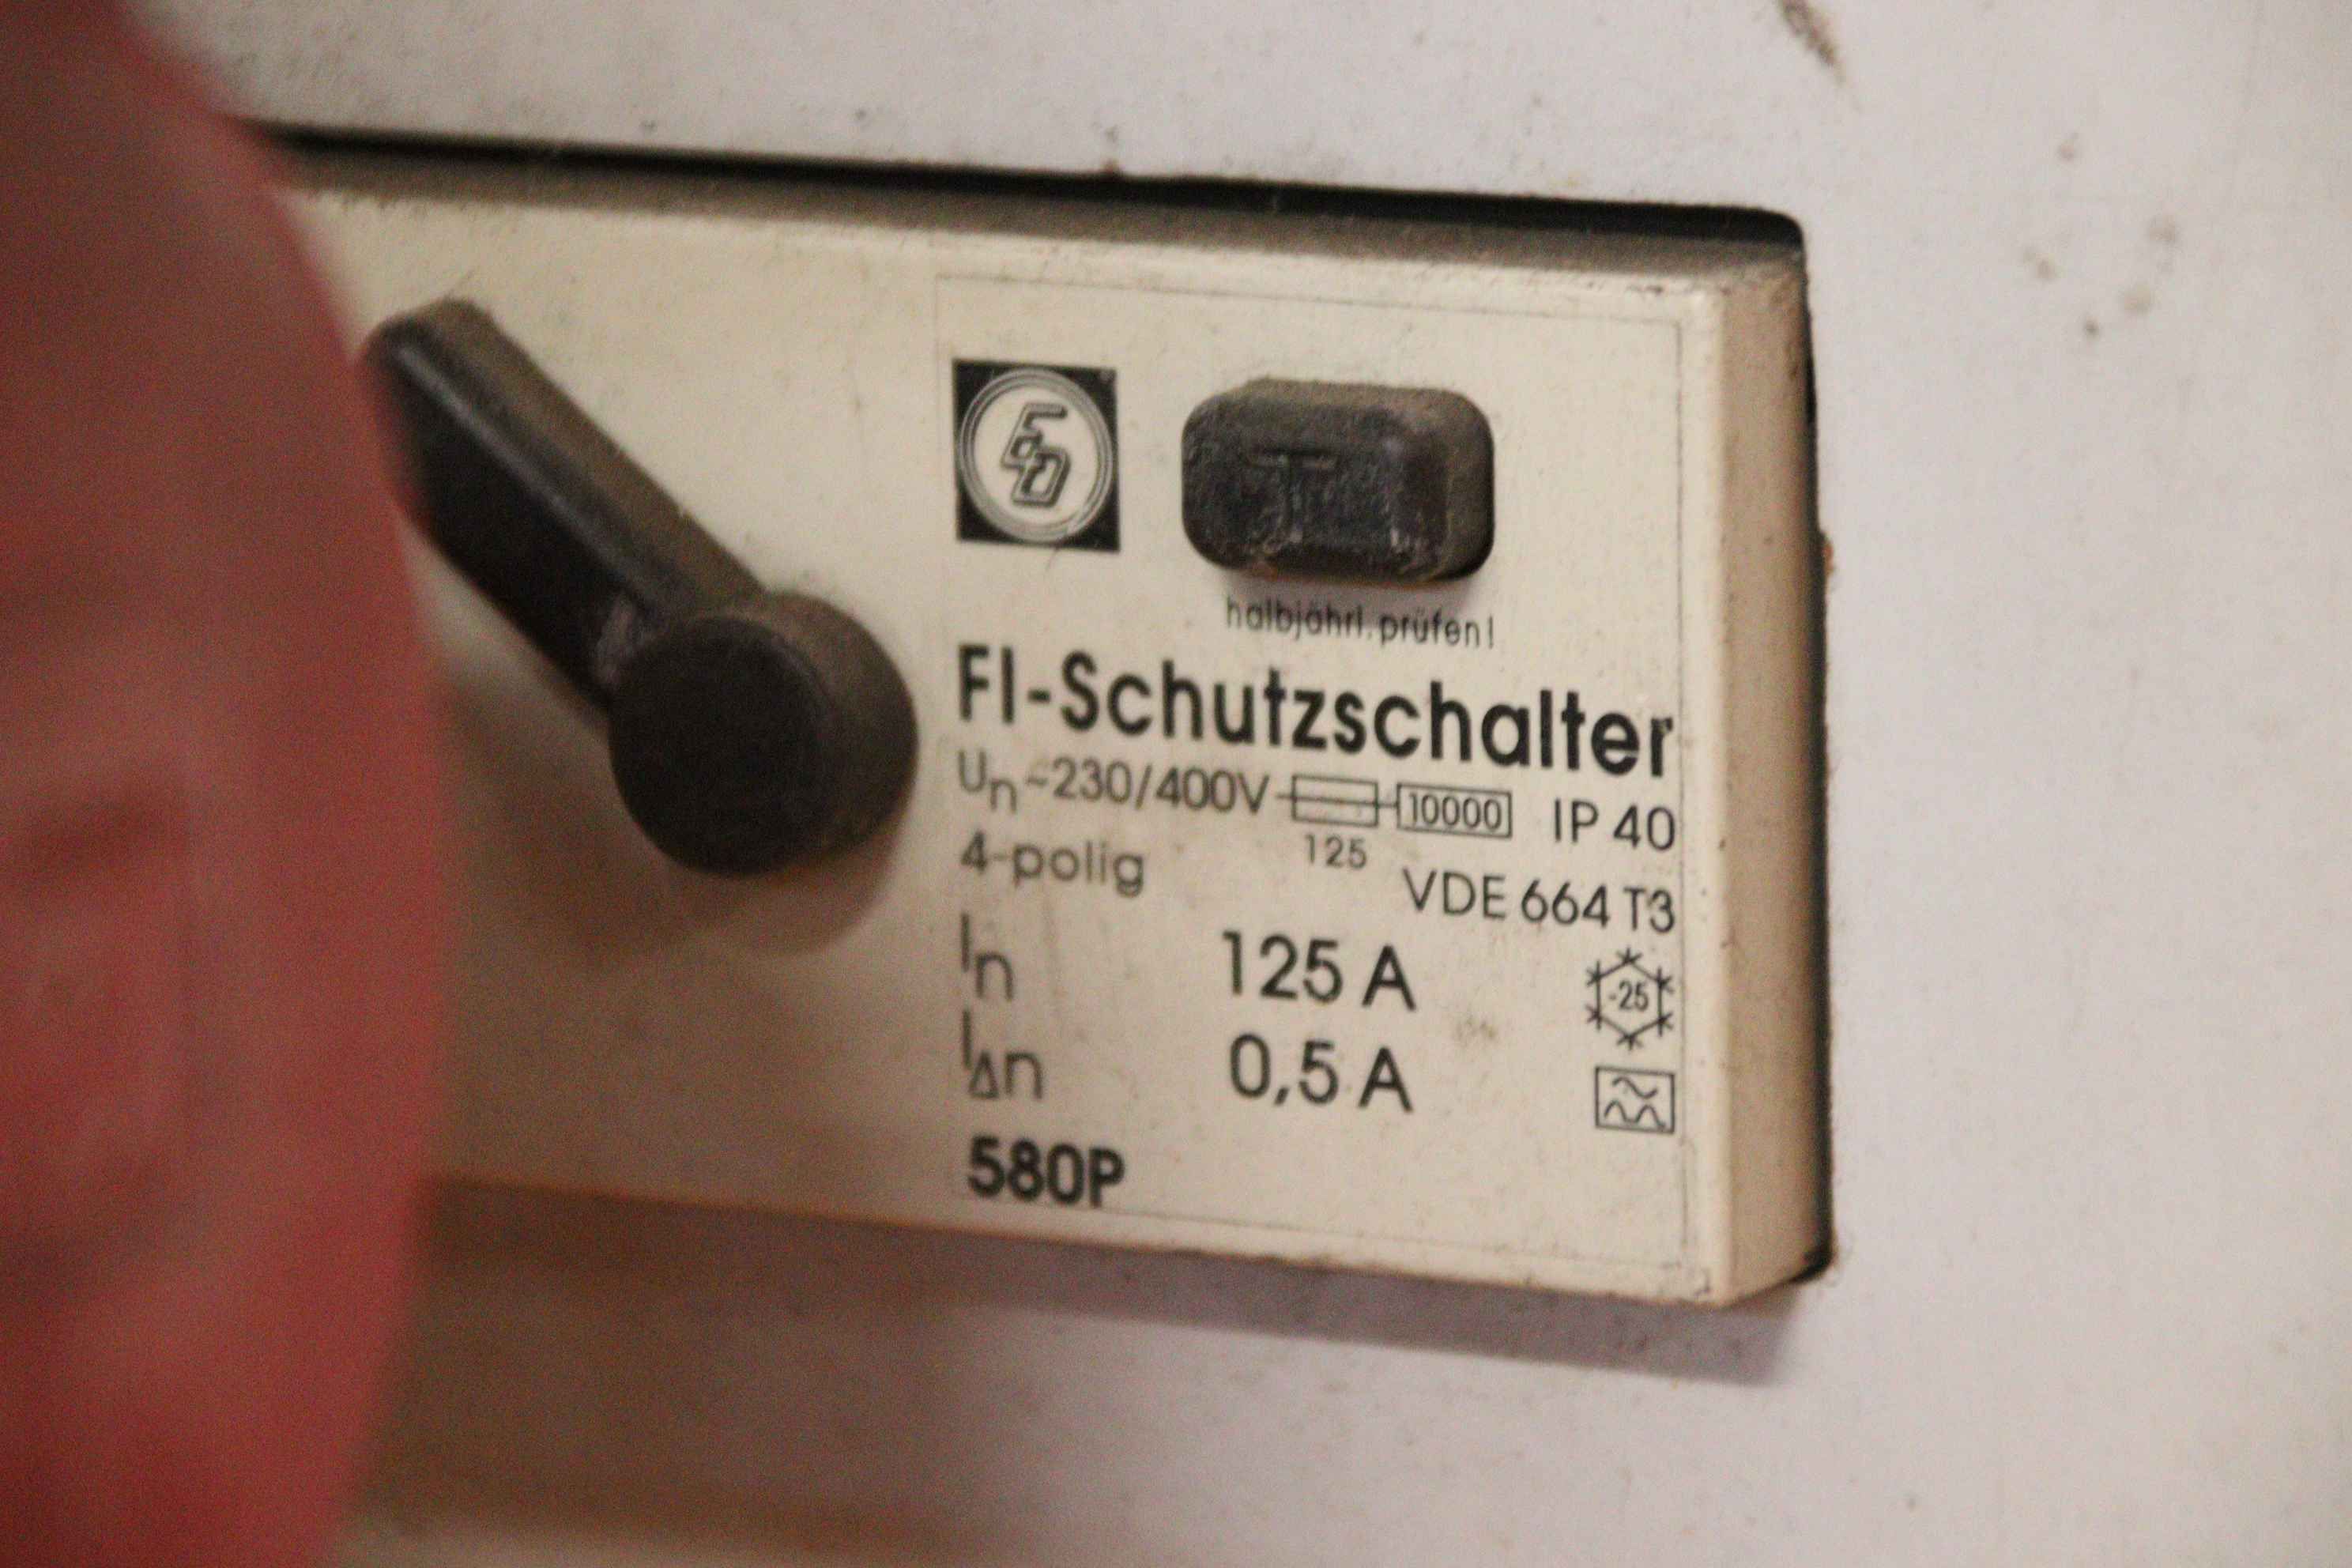 T
halbjährl. prüfen!
FI-Schutzschalter
Un ~230/400V 10000 IP 40
125
4-polig
VDE 664 T3
In 125 A
-25
IΔn 0,5 A
580P